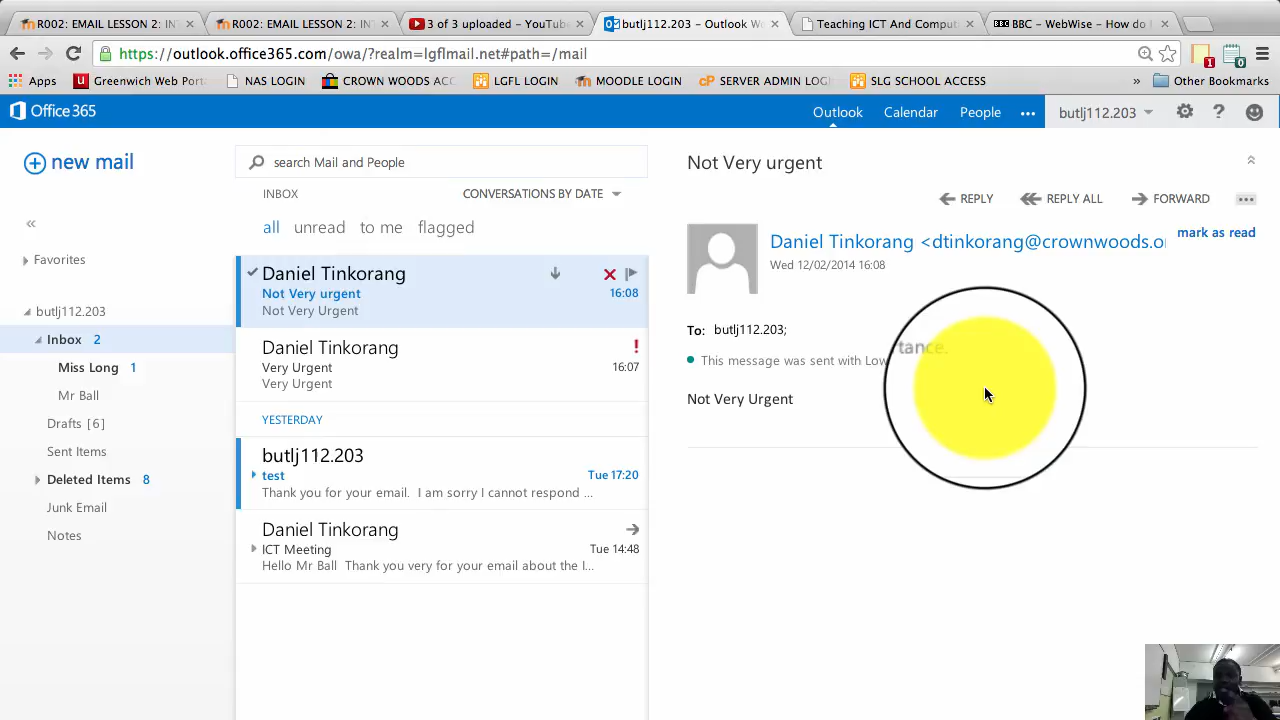 R002: EMAIL LESSON 2: INT
R002: EMAIL LESSON 2: INT
3 of 3 uploaded - YouTube
butlj112.203 – Outlook We
Teaching ICT And Comput
BBC - WebWise - How do I
https://outlook.office365.com/owa/?realm=lgflmail.net#path=/mail
1
0
Apps
Greenwich Web Port
NAS LOGIN
CROWN WOODS ACC
LGFL LOGIN
MOODLE LOGIN
cP SERVER ADMIN LOG
SLG SCHOOL ACCESS
»
Other Bookmarks
Office 365
Outlook
Calendar
People
•••
butlj112.203
?
new mail
«
Favorites
butlj112.203
Inbox 2
Miss Long 1
Mr Ball
Drafts [6]
Sent Items
Deleted Items 8
Junk Email
Notes
search Mail and People
INBOX
CONVERSATIONS BY DATE
all unread to me flagged
Daniel Tinkorang
Not Very urgent 16:08
Not Very Urgent
Daniel Tinkorang !
Very Urgent 16:07
Very Urgent
YESTERDAY
butlj112.203
test Tue 17:20
Thank you for your email. I am sorry I cannot respond ...
Daniel Tinkorang
ICT Meeting Tue 14:48
Hello Mr Ball Thank you very for your email about the I...
Not Very urgent
REPLY
REPLY ALL
FORWARD
•••
mark as read
Daniel Tinkorang <dtinkorang@crownwoods.o
Wed 12/02/2014 16:08
To: butlj112.203;
This message was sent with Low
tance.
Not Very Urgent